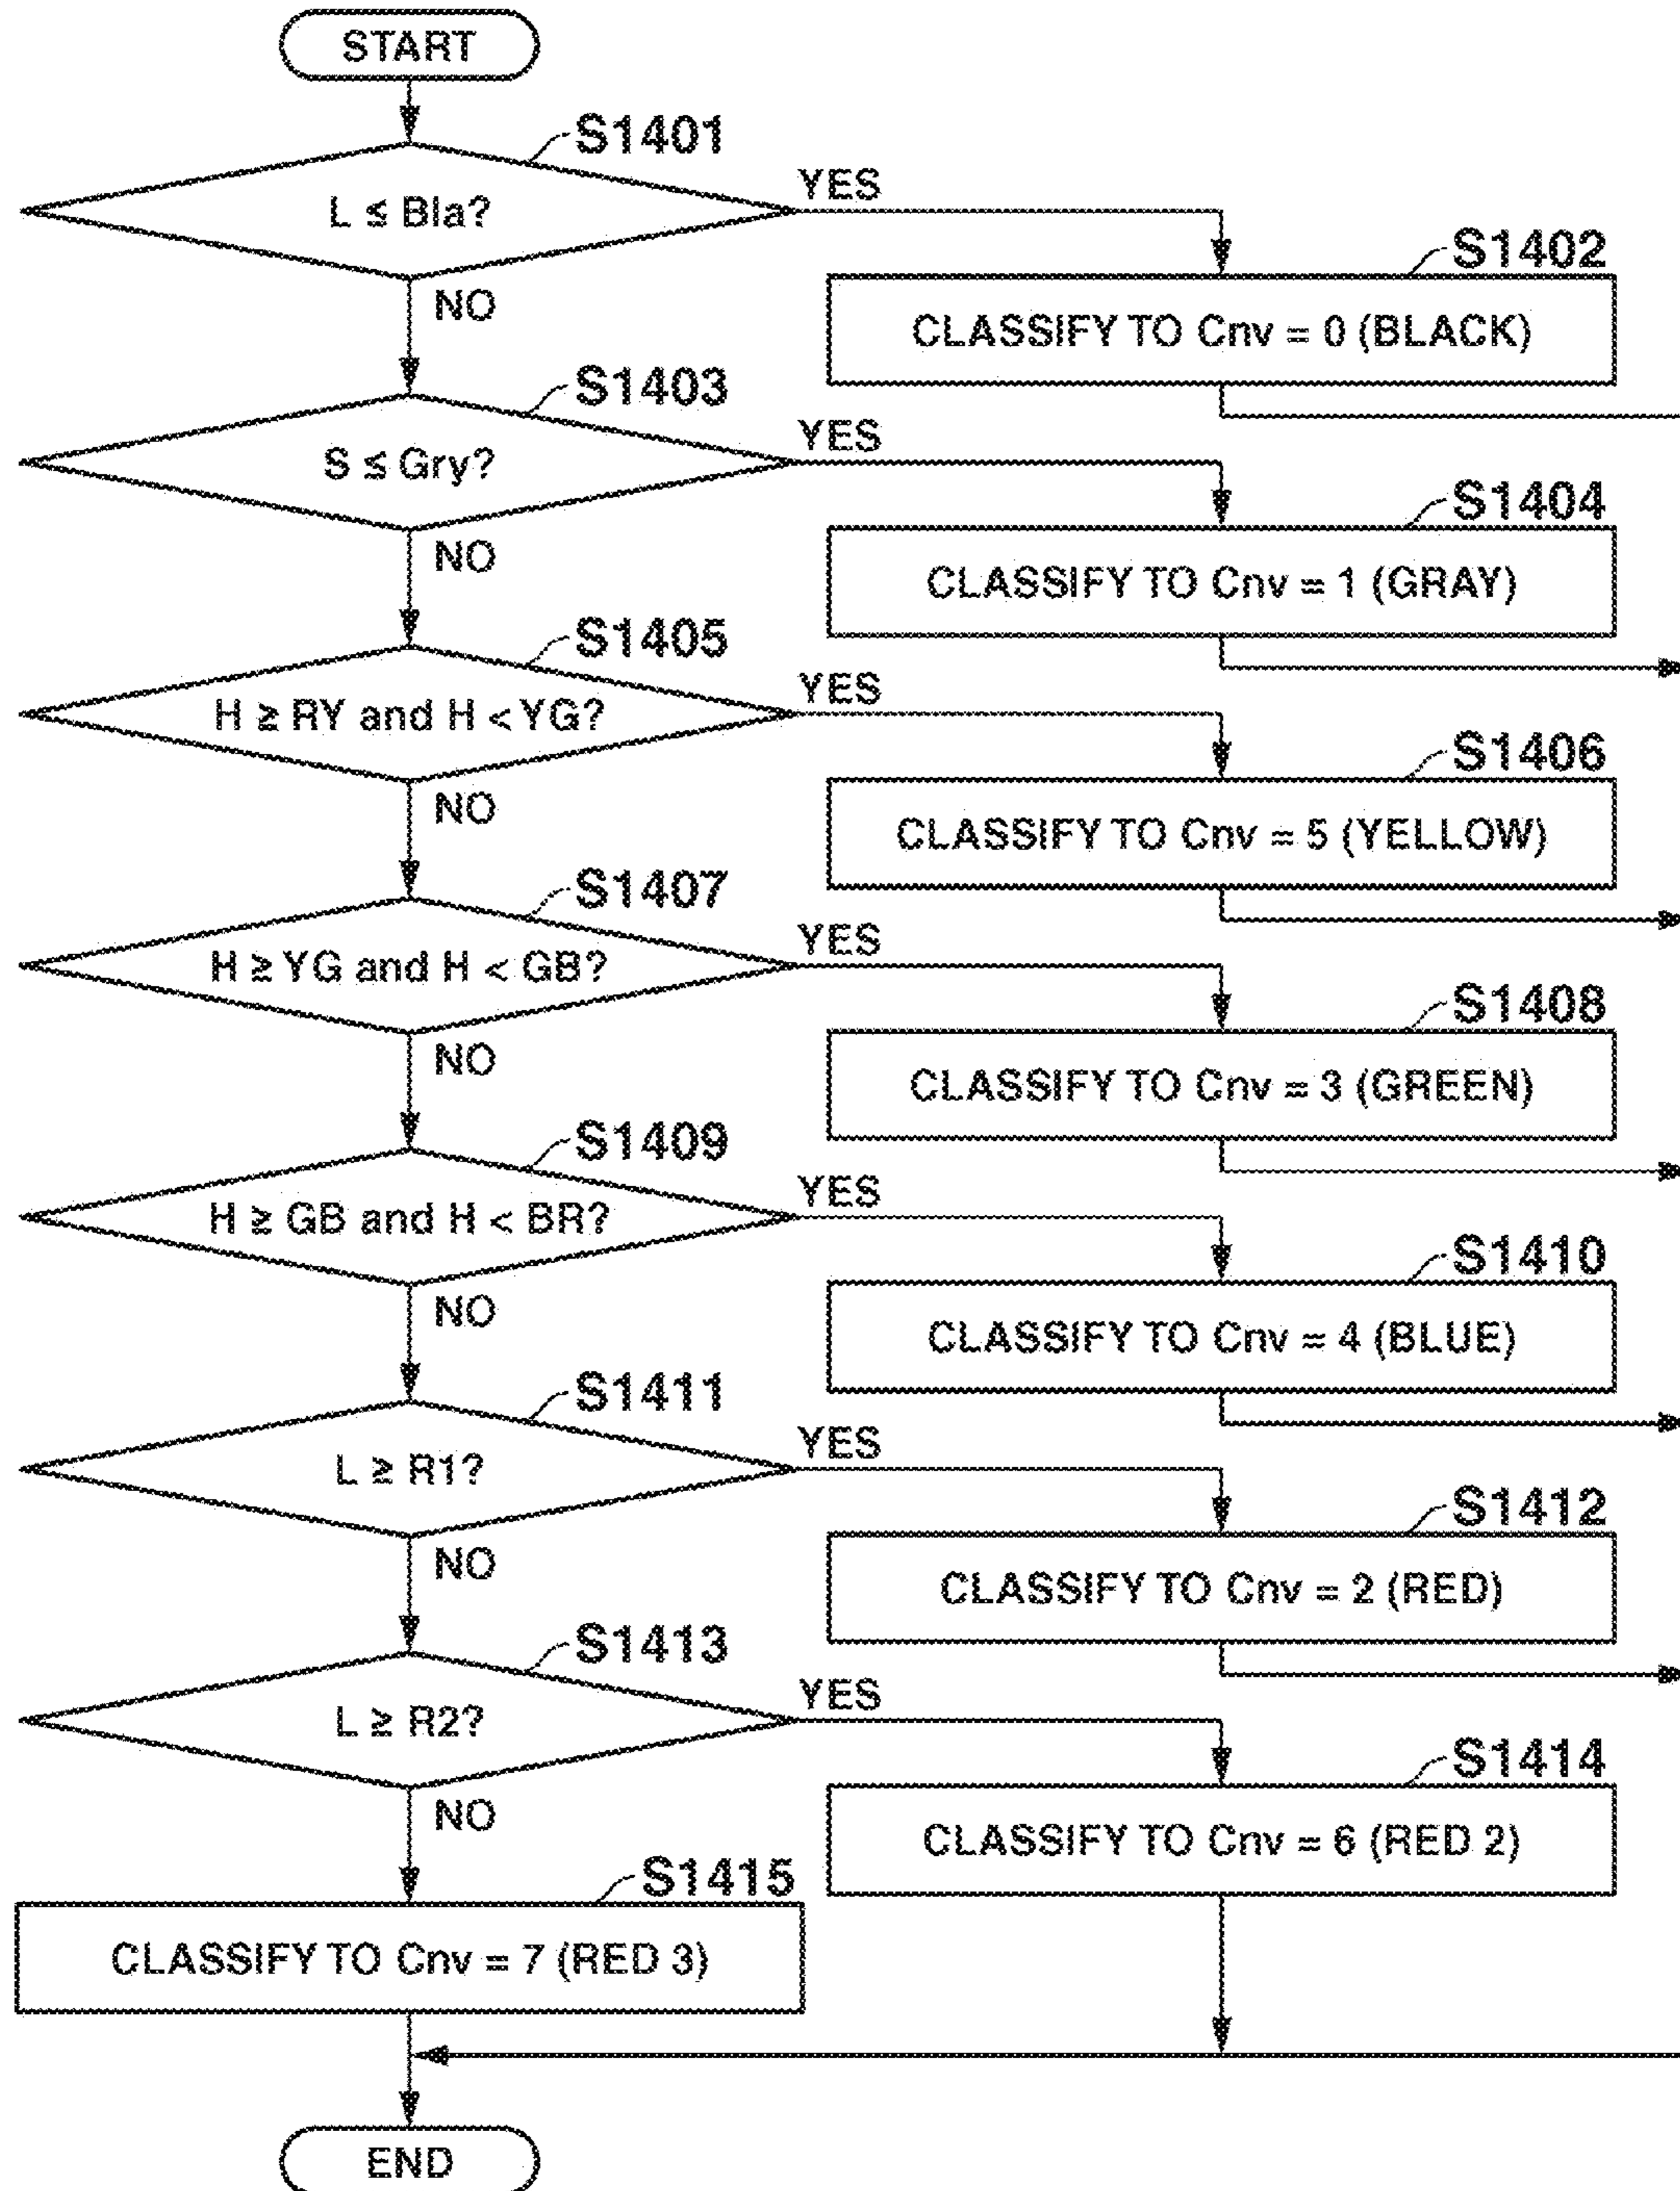 START
S1401
L ≤ Bla?
YES
NO
S1402
CLASSIFY TO Cnv = 0 (BLACK)
S1403
S ≤ Gry?
YES
NO
S1404
CLASSIFY TO Cnv = 1 (GRAY)
S1405
H ≥ RY and H < YG?
YES
NO
S1406
CLASSIFY TO Cnv = 5 (YELLOW)
S1407
H ≥ YG and H < GB?
YES
NO
S1408
CLASSIFY TO Cnv = 3 (GREEN)
S1409
H ≥ GB and H < BR?
YES
NO
S1410
CLASSIFY TO Cnv = 4 (BLUE)
S1411
L ≥ R1?
YES
NO
S1412
CLASSIFY TO Cnv = 2 (RED)
S1413
L ≥ R2?
YES
NO
S1414
CLASSIFY TO Cnv = 6 (RED 2)
S1415
CLASSIFY TO Cnv = 7 (RED 3)
END